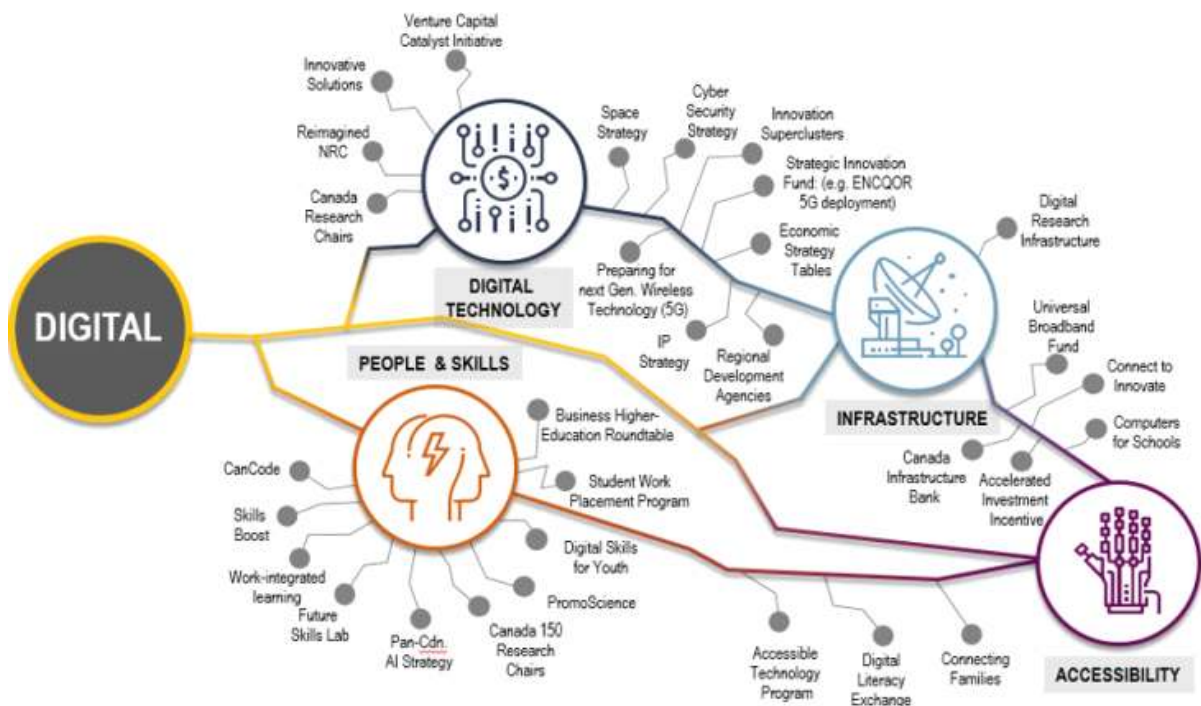 Venture Capital
Catalyst Initiative
Innovative
Solutions
Reimagined
NRC
Canada
Research
Chairs
Space
Strategy
Cyber
Security
Strategy
Innovation
Superclusters
Strategic Innovation
Fund: (e.g. ENCQOR
5G deployment)
Economic
Strategy
Tables
Preparing for
next Gen. Wireless
Technology (5G)
IP
Strategy
Regional
Development
Agencies
Digital
Research
Infrastructure
$
DIGITAL
DIGITAL
TECHNOLOGY
PEOPLE & SKILLS
INFRASTRUCTURE
Universal
Broadband
Fund
Connect to
Innovate
Computers
for Schools
Canada
Infrastructure
Bank
Accelerated
Investment
Incentive
Business Higher-
Education Roundtable
Student Work
Placement Program
CanCode
Skills
Boost
Work-integrated
learning
Future
Skills Lab
Pan-Cdn.
AI Strategy
Canada 150
Research
Chairs
PromoScience
Digital Skills
for Youth
Accessible
Technology
Program
Digital
Literacy
Exchange
Connecting
Families
ACCESSIBILITY